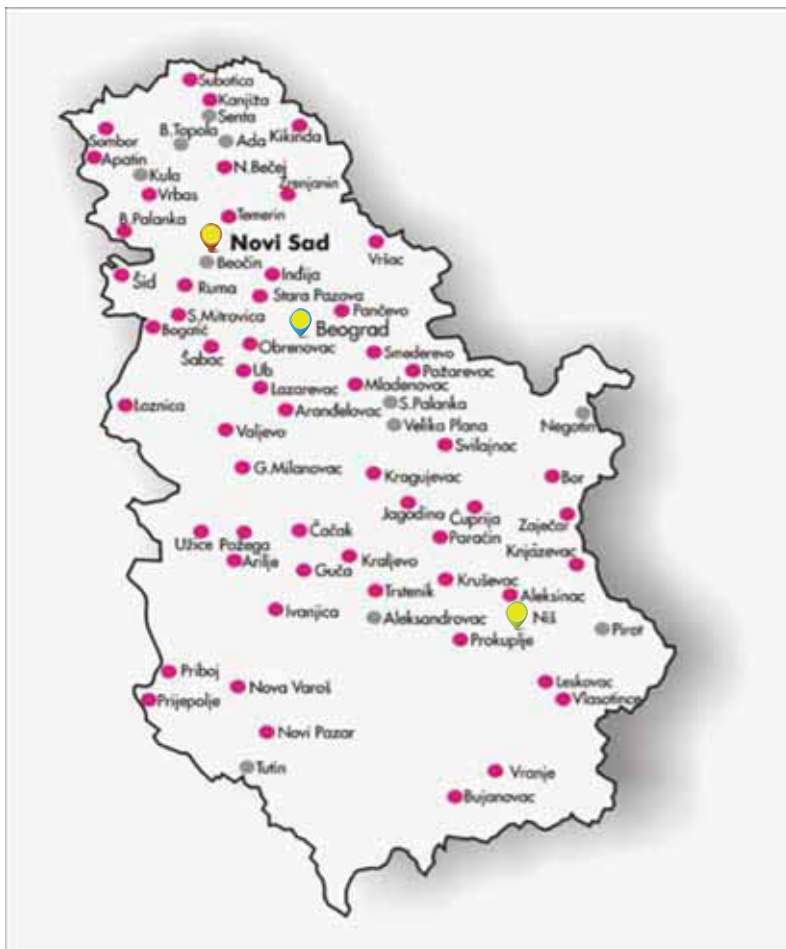 Subotica
Kanjiža
Senta
B.Topola
Ada
Kikinda
Sombor
Apatin
Kula
N.Bečej
Vrbas
Zrenjanin
B.Palanka
Temerin
Novi Sad
Vršac
Beočin
Šid
Inđija
Ruma
Stara Pazova
Pančevo
S.Mitrovica
Bogatić
Beograd
Šabac
Obrenovac
Smederevo
Ub
Požarevac
Lazarevac
Mladenovac
Loznica
Aranđelovac
S.Palanka
Velika Plana
Negotin
Valjevo
Svilajnac
G.Milanovac
Kragujevac
Bor
Jagodina
Ćuprija
Zaječar
Užice
Požega
Čačak
Paraćin
Knjaževac
Arilje
Guča
Kraljevo
Kruševac
Trstenik
Aleksinac
Ivanjica
Aleksandrovac
Niš
Pirot
Prokuplje
Priboj
Nova Varoš
Leskovac
Prijepolje
Vlasotince
Novi Pazar
Tutin
Vranje
Bujanovac